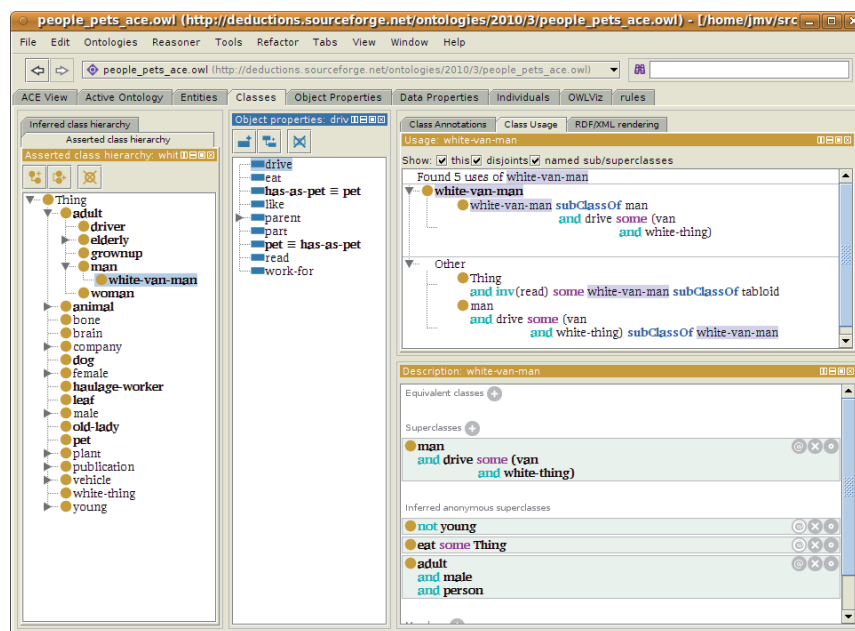 people_pets_ace.owl (http://deductions.sourceforge.net/ontologies/2010/3/people_pets_ace.owl) - [/home/jmv/src
File Edit Ontologies Reasoner Tools Refactor Tabs View Window Help
people_pets_ace.owl (http://deductions.sourceforge.net/ontologies/2010/3/people_pets_ace.owl)
ACE View Active Ontology Entities Classes Object Properties Data Properties Individuals OWLViz rules
Inferred class hierarchy
Asserted class hierarchy
Asserted class hierarchy: whit
Thing
adult
driver
elderly
grownup
man
white-van-man
woman
animal
bone
brain
company
dog
female
haulage-worker
leaf
male
old-lady
pet
plant
publication
vehicle
white-thing
young
Object properties: driv
drive
eat
has-as-pet ≡ pet
like
parent
part
pet ≡ has-as-pet
read
work-for
Class Annotations Class Usage RDF/XML rendering
Usage: white-van-man
Show: this disjoints named sub/superclasses
Found 5 uses of white-van-man
white-van-man
white-van-man subClassOf man
and drive some (van
and white-thing)
Other
Thing
and inv(read) some white-van-man subClassOf tabloid
man
and drive some (van
and white-thing) subClassOf white-van-man
Description: white-van-man
Equivalent classes
Superclasses
man
and drive some (van
and white-thing)
Inferred anonymous superclasses
not young
eat some Thing
adult
and male
and person